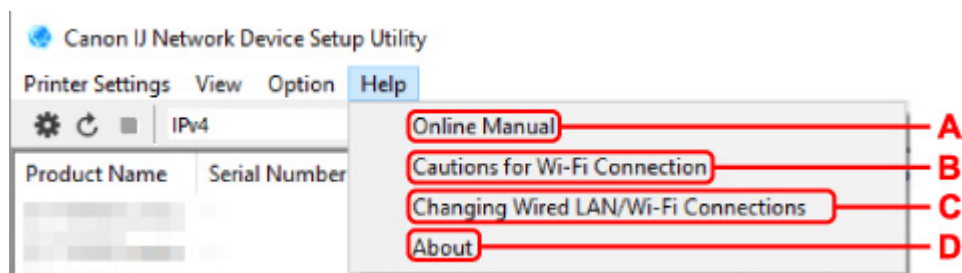 Canon IJ Network Device Setup Utility
Printer Settings View Option Help
IPv4
Online Manual A
Cautions for Wi-Fi Connection B
Product Name Serial Number
Changing Wired LAN/Wi-Fi Connections C
About D